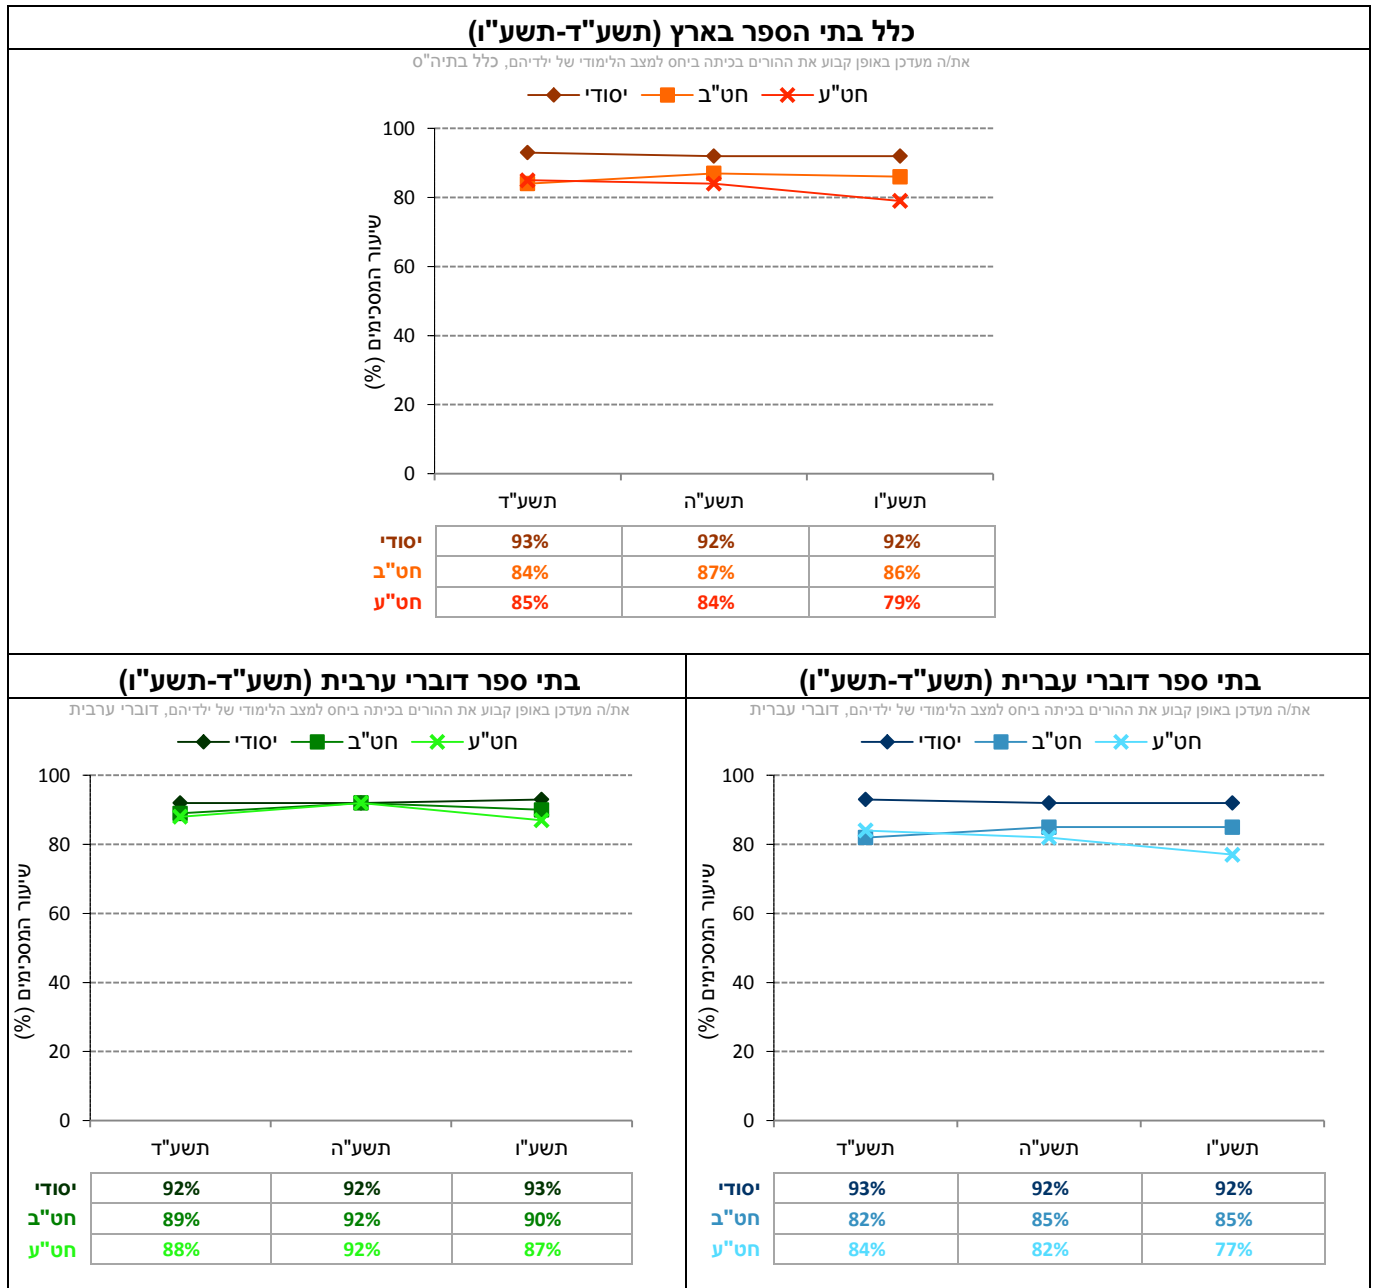 כלל בתי הספר בארץ (תשע"ד-תשע"ו)
את/ה מעדכן באופן קבוע את ההורים בכיתה ביחס למצב הלימודי של ילדיהם, כלל בתיה"ס
יסודי חט"ב חט"ע
100
80
60
40
20
0
שיעור המסכימים (%)
תשע"ד תשע"ה תשע"ו
יסודי 93% 92% 92%
חט"ב 84% 87% 86%
חט"ע 85% 84% 79%
בתי ספר דוברי עברית (תשע"ד-תשע"ו)
את/ה מעדכן באופן קבוע את ההורים בכיתה ביחס למצב הלימודי של ילדיהם, דוברי עברית
יסודי חט"ב חט"ע
100
80
60
40
20
0
שיעור המסכימים (%)
תשע"ד תשע"ה תשע"ו
יסודי 93% 92% 92%
חט"ב 82% 85% 85%
חט"ע 84% 82% 77%
בתי ספר דוברי ערבית (תשע"ד-תשע"ו)
את/ה מעדכן באופן קבוע את ההורים בכיתה ביחס למצב הלימודי של ילדיהם, דוברי ערבית
יסודי חט"ב חט"ע
100
80
60
40
20
0
שיעור המסכימים (%)
תשע"ד תשע"ה תשע"ו
יסודי 92% 92% 93%
חט"ב 89% 92% 90%
חט"ע 88% 92% 87%